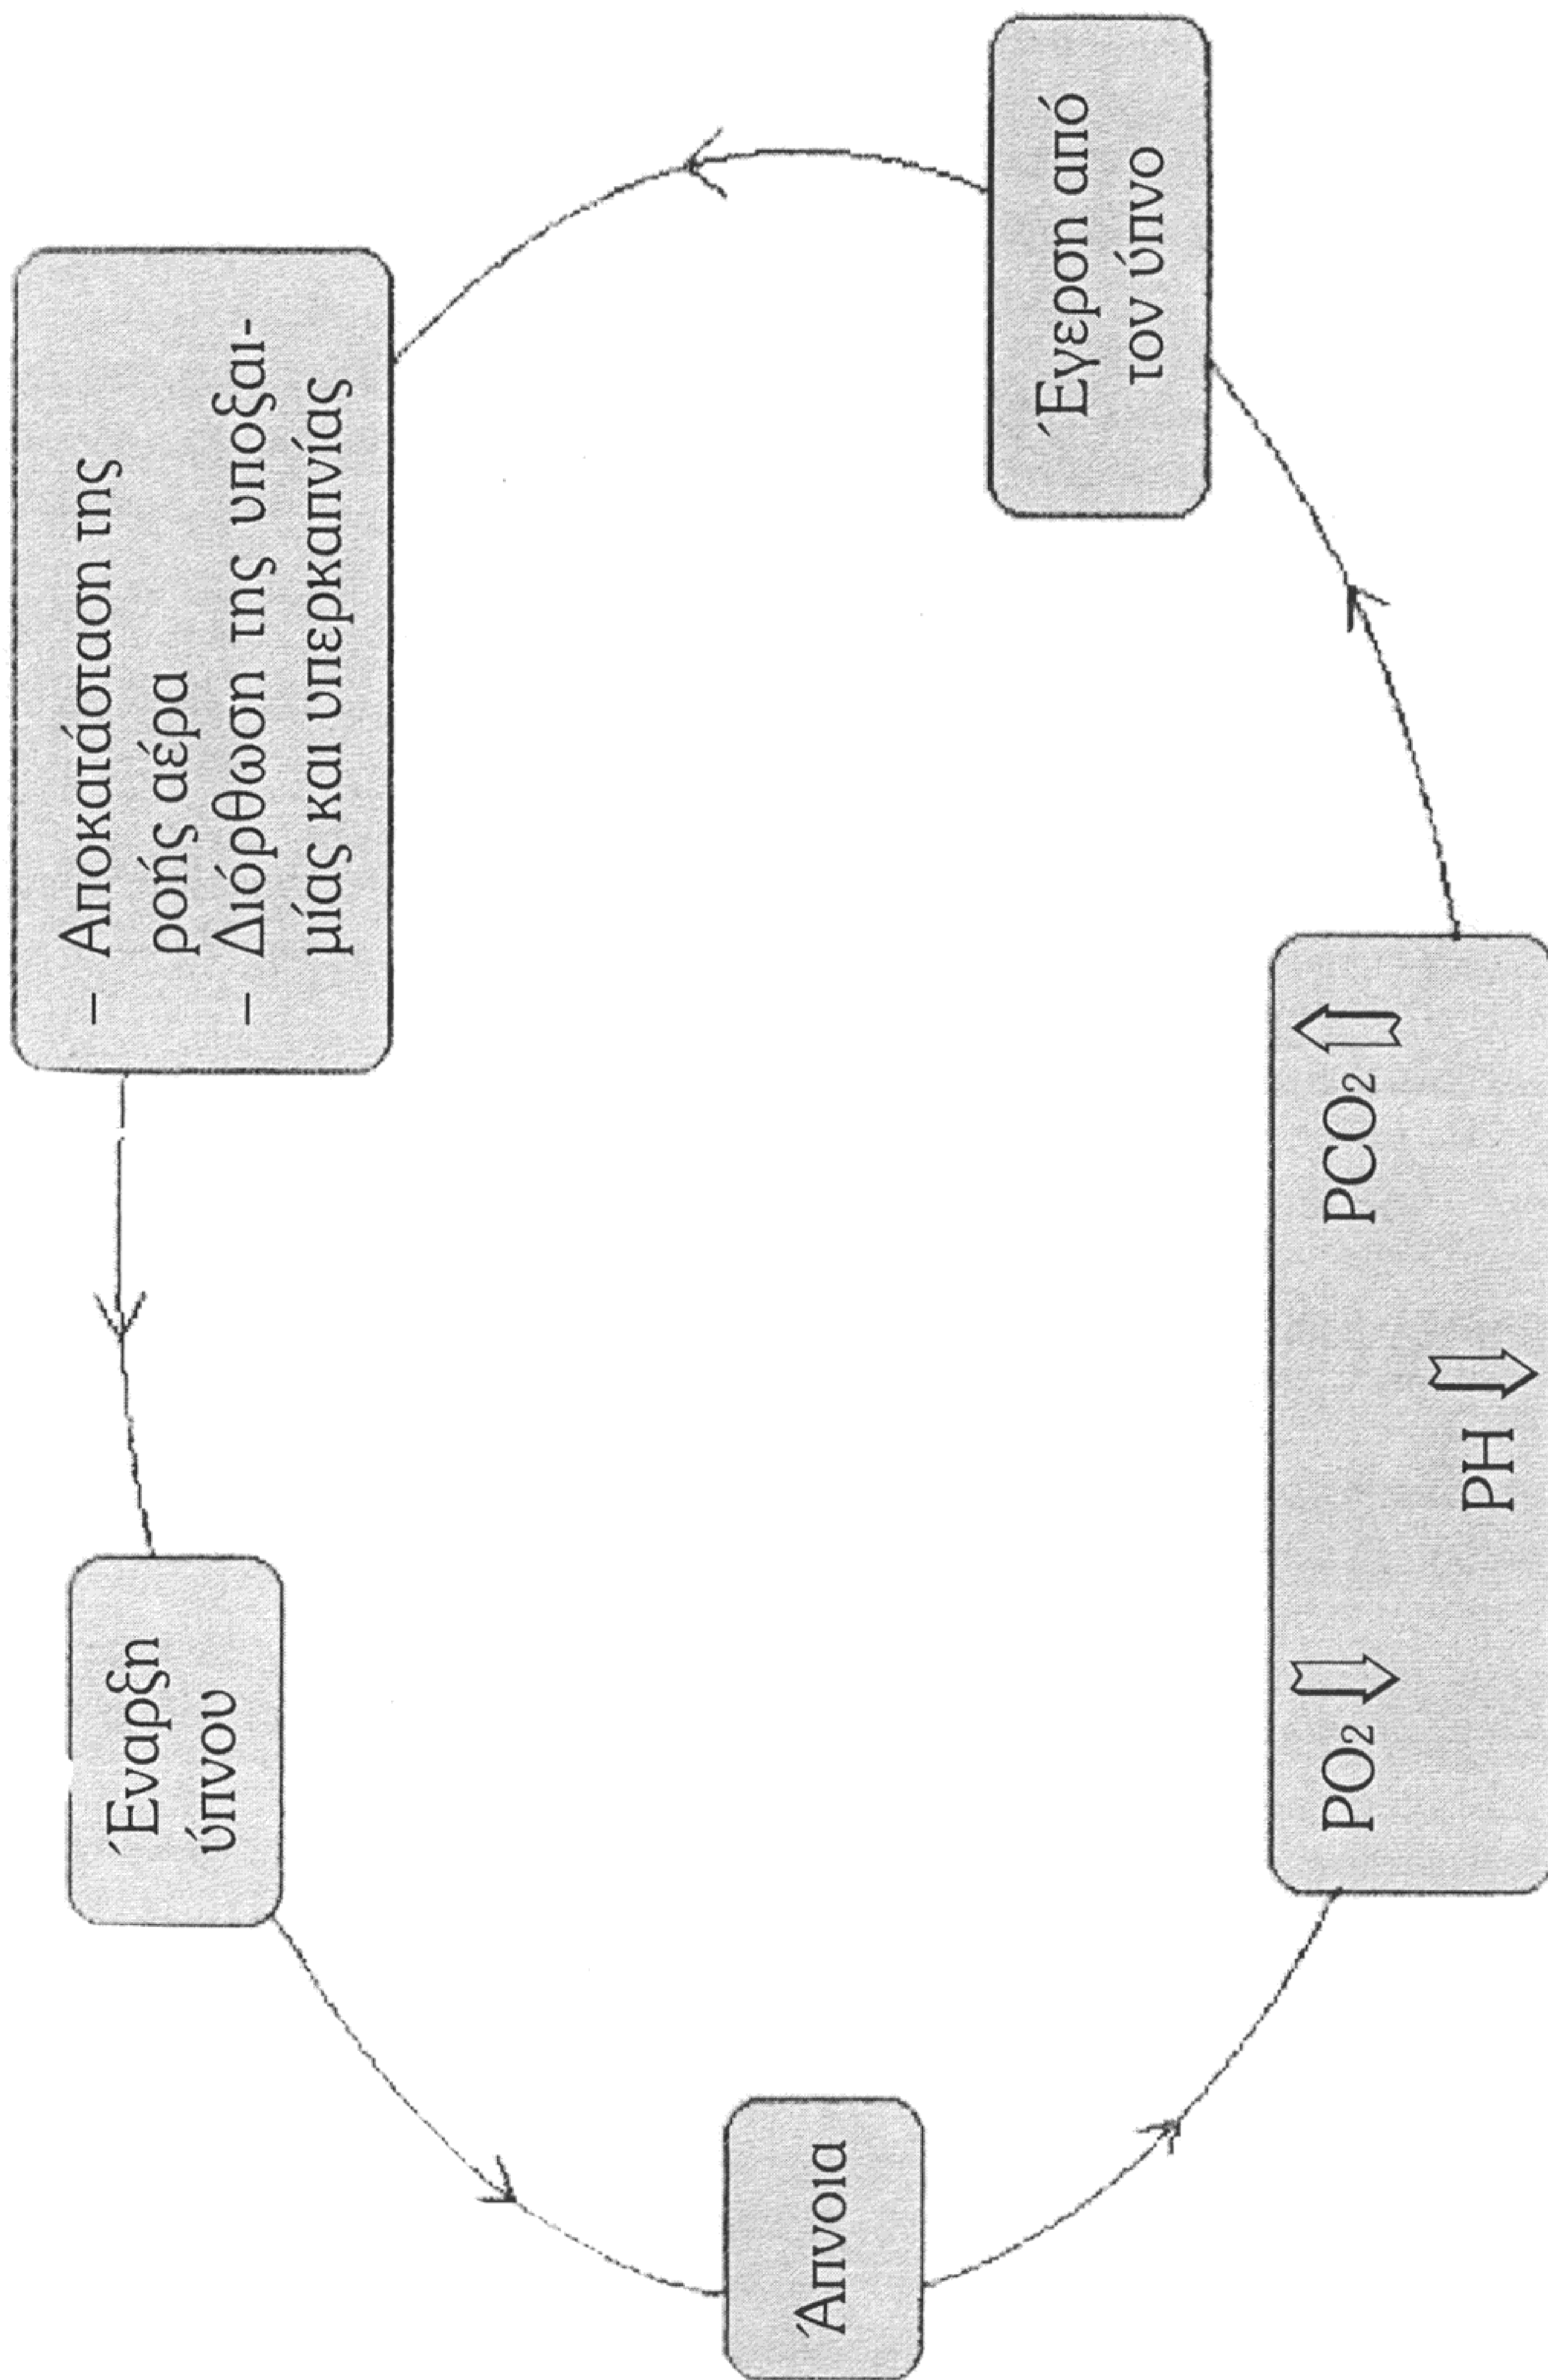 Έναρξη
ύπνου
– Αποκατάσταση της
ροής αέρα
– Διόρθωση της υποξαι-
μίας και υπερκαπνίας
Άπνοια
Έγερση από
τον ύπνο
PO₂ ⇩ PCO₂ ⇧
PH ⇩